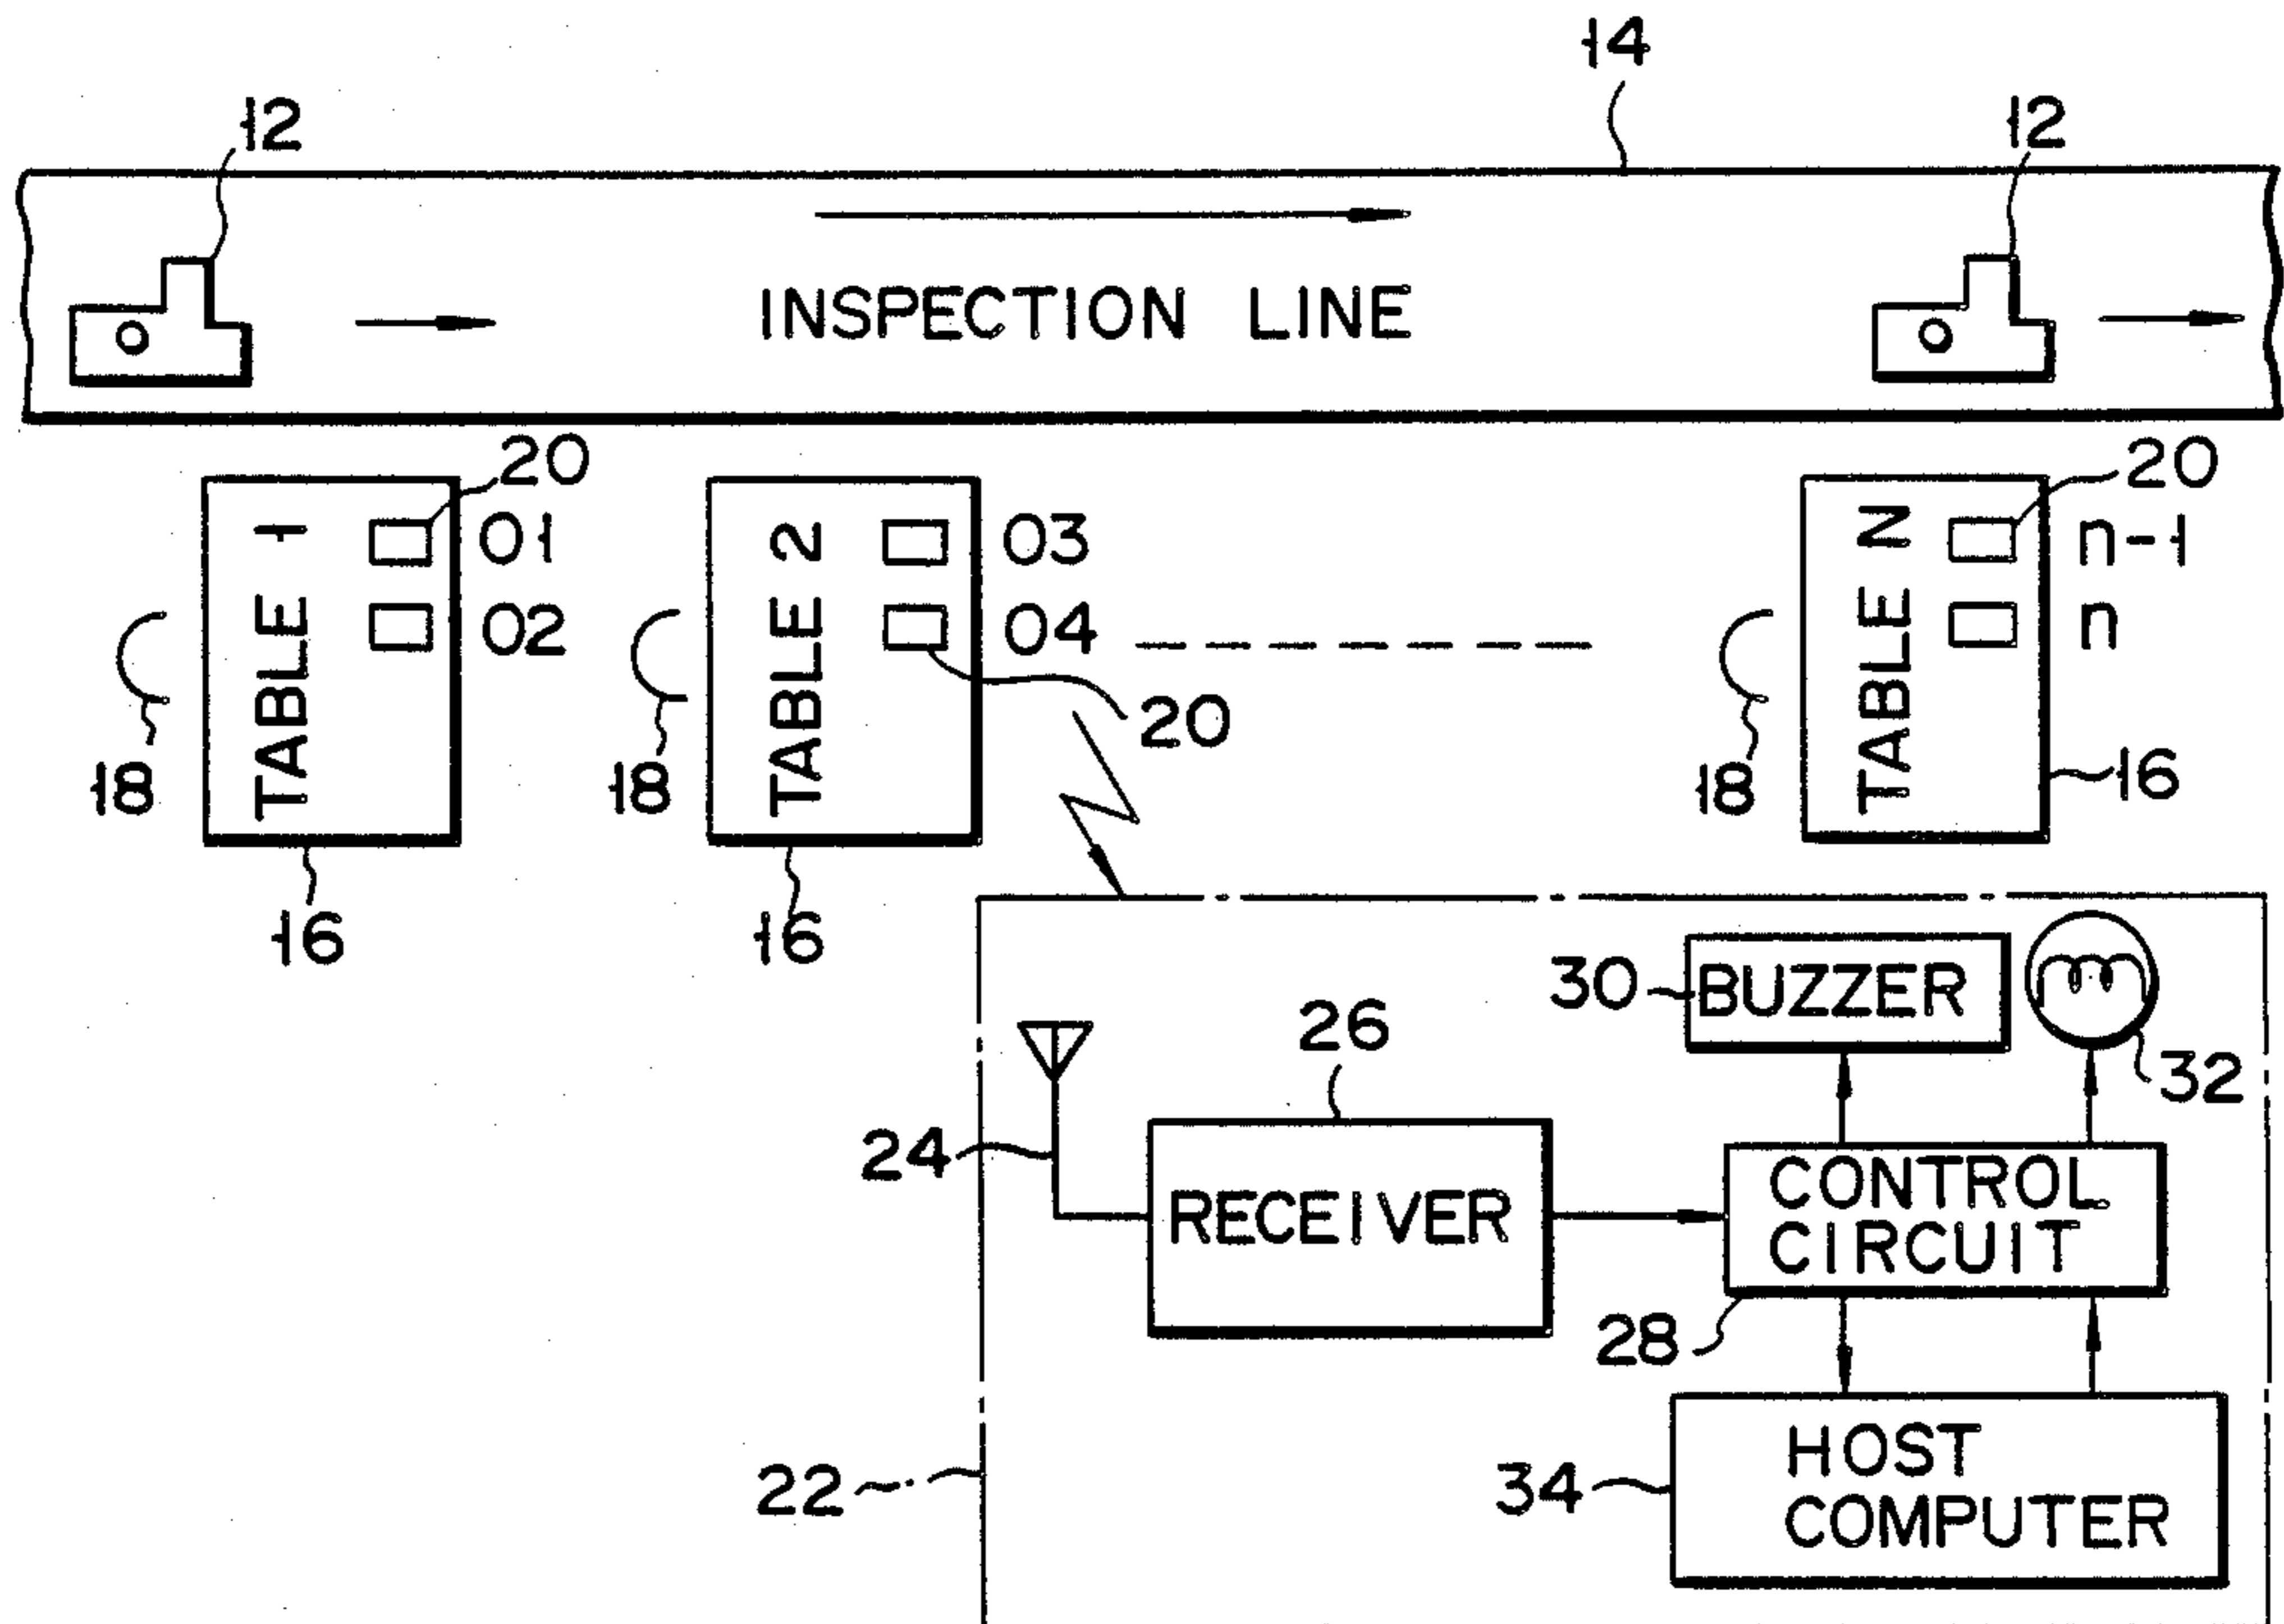 14
12
12
INSPECTION LINE
20
20
TABLE 1
01
02
TABLE 2
03
04
TABLE N
n-1
n
20
18
18
18
16
16
16
30
BUZZER
32
26
24
RECEIVER
CONTROL
CIRCUIT
28
22
34
HOST
COMPUTER